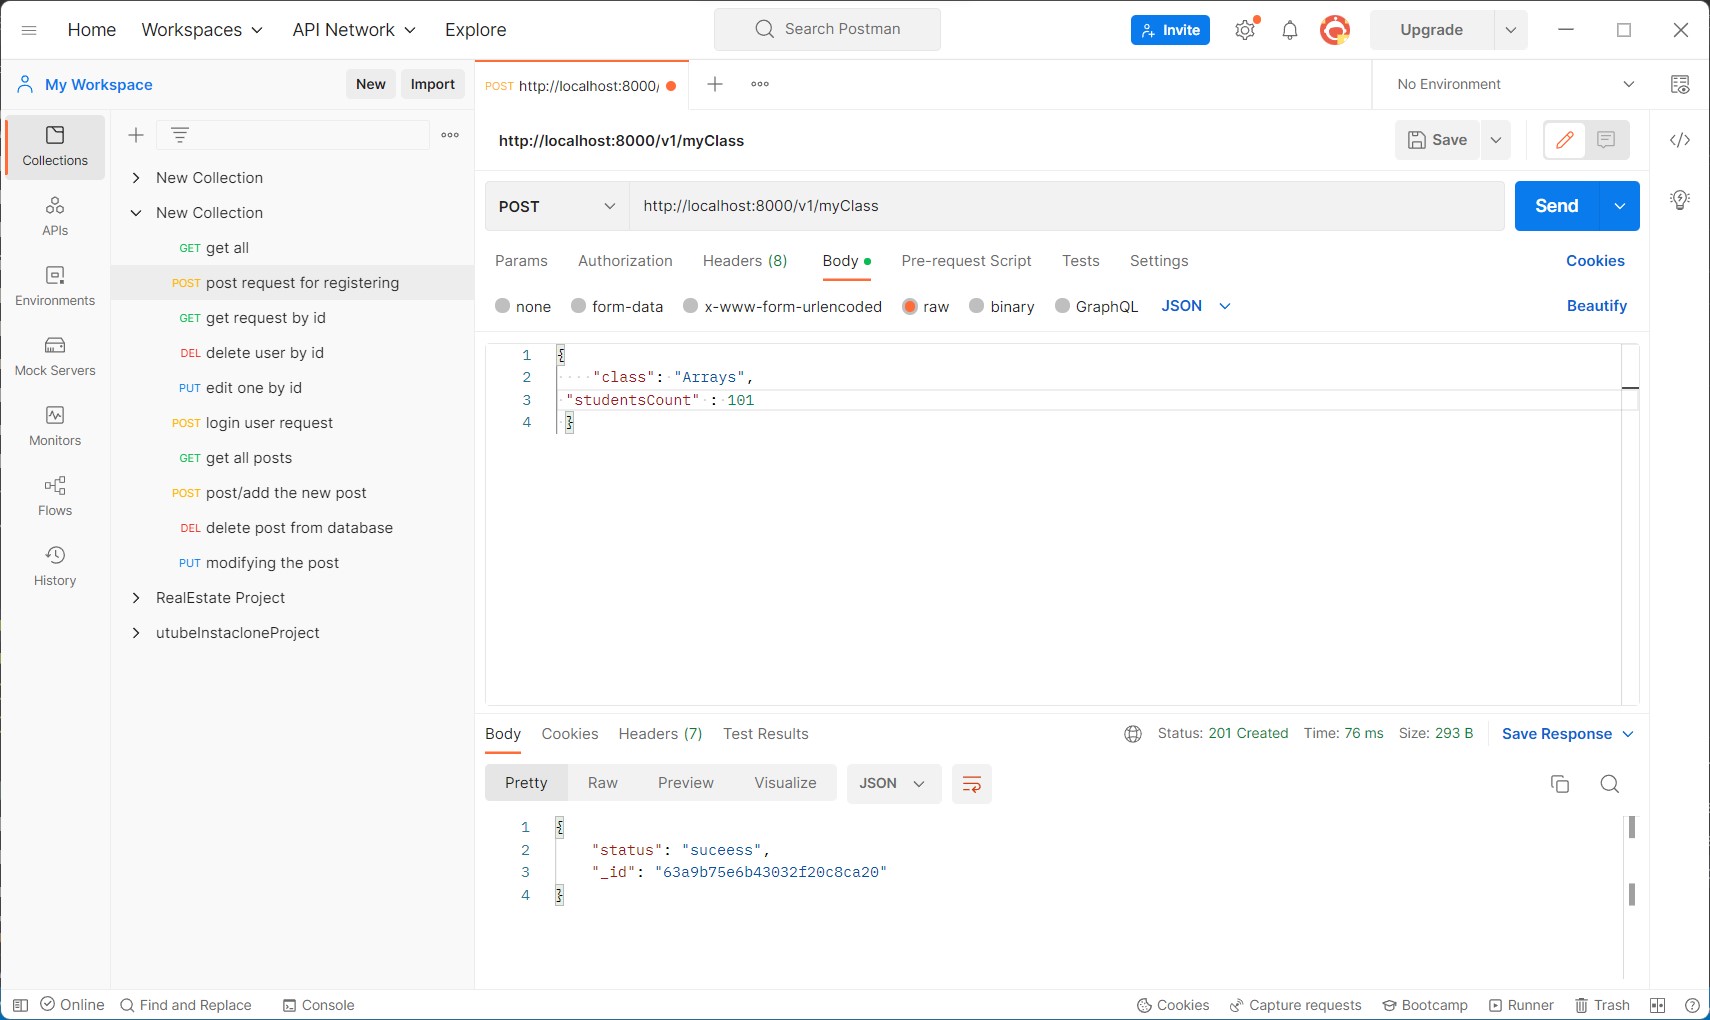 Home Workspaces API Network Explore Search Postman Invite Upgrade
My Workspace New Import POST http://localhost:8000/ No Environment
Collections
APIs
Environments
Mock Servers
Monitors
Flows
History
New Collection
New Collection
GET get all
POST post request for registering
GET get request by id
DEL delete user by id
PUT edit one by id
POST login user request
GET get all posts
POST post/add the new post
DEL delete post from database
PUT modifying the post
RealEstate Project
utubeInstacloneProject
http://localhost:8000/v1/myClass Save
POST http://localhost:8000/v1/myClass Send
Params Authorization Headers (8) Body Pre-request Script Tests Settings Cookies
none form-data x-www-form-urlencoded raw binary GraphQL JSON Beautify
1 {
2 "class": "Arrays",
3 "studentsCount" : 101
4 }
Body Cookies Headers (7) Test Results Status: 201 Created Time: 76 ms Size: 293 B Save Response
Pretty Raw Preview Visualize JSON
1 {
2 "status": "suceess",
3 "_id": "63a9b75e6b43032f20c8ca20"
4 }
Online Find and Replace Console Cookies Capture requests Bootcamp Runner Trash